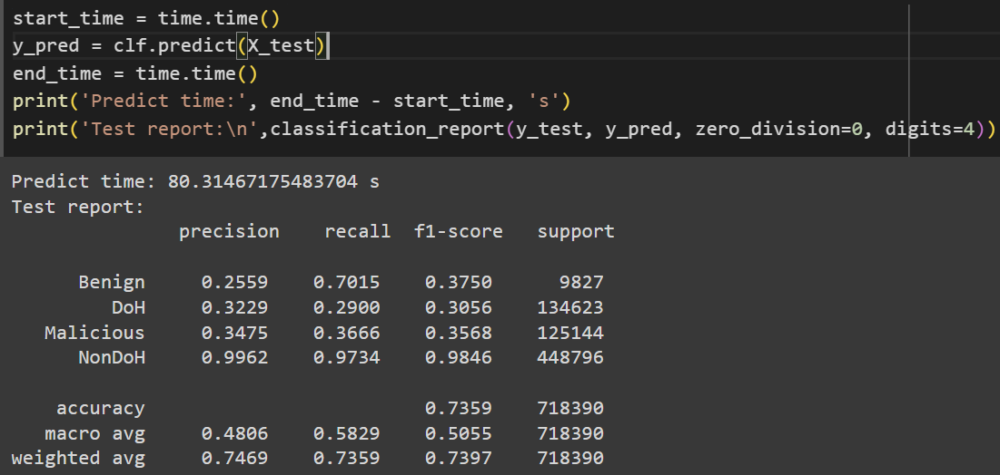 start_time = time.time()
y_pred = clf.predict(X_test)
end_time = time.time()
print('Predict time:', end_time - start_time, 's')
print('Test report:\n',classification_report(y_test, y_pred, zero_division=0, digits=4))
Predict time: 80.31467175483704 s
Test report:
precision recall f1-score support
Benign 0.2559 0.7015 0.3750 9827
DoH 0.3229 0.2900 0.3056 134623
Malicious 0.3475 0.3666 0.3568 125144
NonDoH 0.9962 0.9734 0.9846 448796
accuracy 0.7359 718390
macro avg 0.4806 0.5829 0.5055 718390
weighted avg 0.7469 0.7359 0.7397 718390